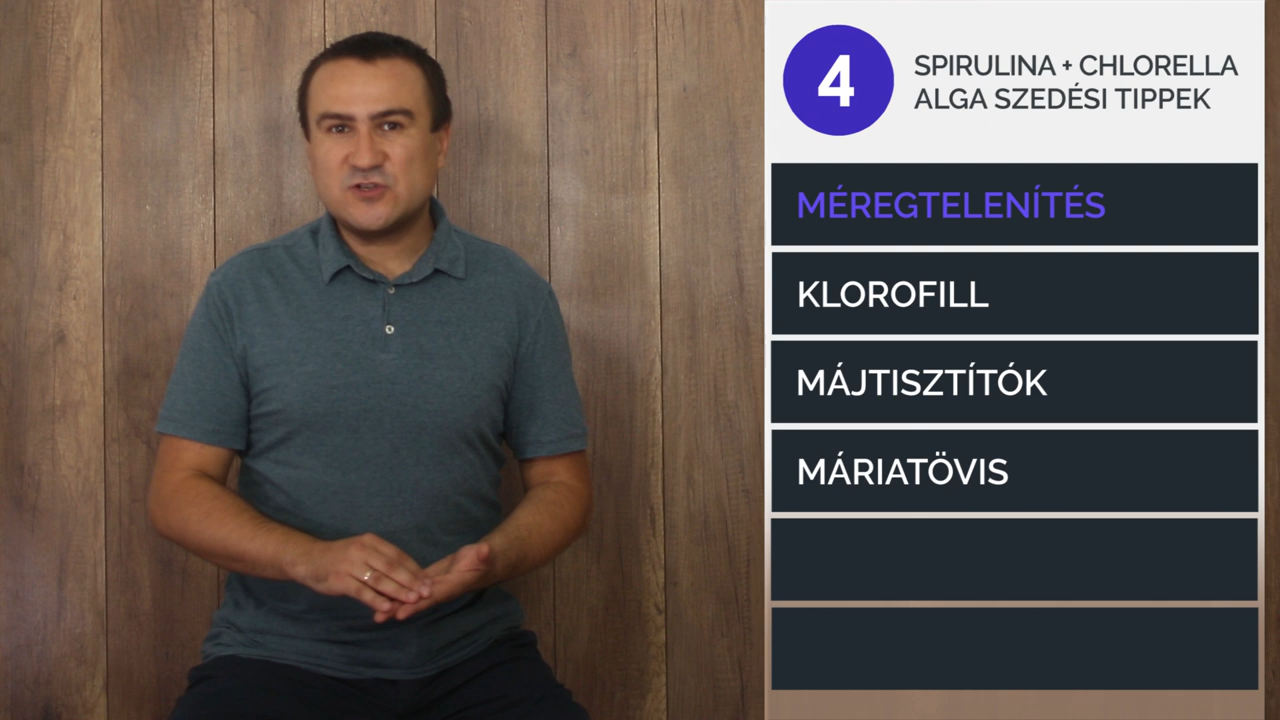 4
SPIRULINA + CHLORELLA
ALGA SZEDÉSI TIPPEK
MÉREGTELENÍTÉS
KLOROFILL
MÁJTISZTÍTÓK
MÁRIATÖVIS